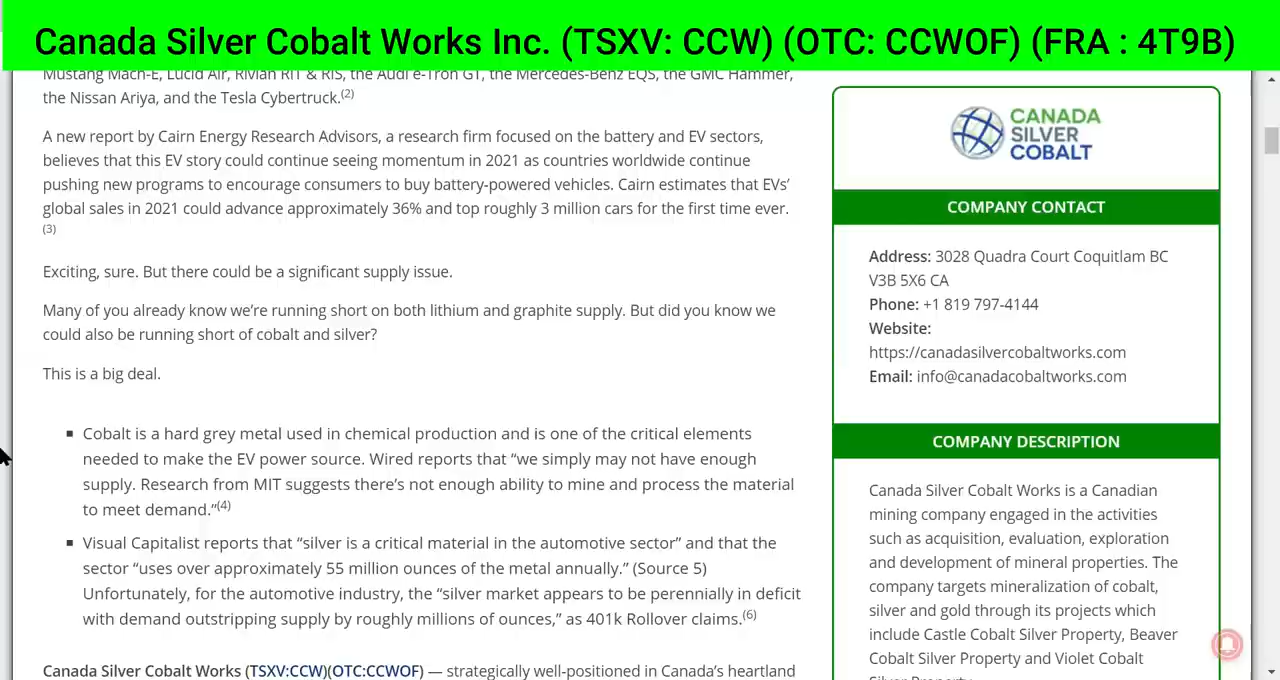 Canada Silver Cobalt Works Inc. (TSXV: CCW) (OTC: CCWOF) (FRA : 4T9B)
Mustang Mach-E, Lucid Air, Rivian R1T & R1S, the Audi e-Tron GT, the Mercedes-Benz EQS, the GMC Hammer,
the Nissan Ariya, and the Tesla Cybertruck.(2)
A new report by Cairn Energy Research Advisors, a research firm focused on the battery and EV sectors,
believes that this EV story could continue seeing momentum in 2021 as countries worldwide continue
pushing new programs to encourage consumers to buy battery-powered vehicles. Cairn estimates that EVs’
global sales in 2021 could advance approximately 36% and top roughly 3 million cars for the first time ever.
(3)
Exciting, sure. But there could be a significant supply issue.
Many of you already know we’re running short on both lithium and graphite supply. But did you know we
could also be running short of cobalt and silver?
This is a big deal.
▪ Cobalt is a hard grey metal used in chemical production and is one of the critical elements
needed to make the EV power source. Wired reports that “we simply may not have enough
supply. Research from MIT suggests there’s not enough ability to mine and process the material
to meet demand.”(4)
▪ Visual Capitalist reports that “silver is a critical material in the automotive sector” and that the
sector “uses over approximately 55 million ounces of the metal annually.” (Source 5)
Unfortunately, for the automotive industry, the “silver market appears to be perennially in deficit
with demand outstripping supply by roughly millions of ounces,” as 401k Rollover claims.(6)
Canada Silver Cobalt Works (TSXV:CCW)(OTC:CCWOF) — strategically well-positioned in Canada’s heartland
CANADA
SILVER
COBALT
COMPANY CONTACT
Address: 3028 Quadra Court Coquitlam BC
V3B 5X6 CA
Phone: +1 819 797-4144
Website:
https://canadasilvercobaltworks.com
Email: info@canadacobaltworks.com
COMPANY DESCRIPTION
Canada Silver Cobalt Works is a Canadian
mining company engaged in the activities
such as acquisition, evaluation, exploration
and development of mineral properties. The
company targets mineralization of cobalt,
silver and gold through its projects which
include Castle Cobalt Silver Property, Beaver
Cobalt Silver Property and Violet Cobalt
Silver Property.